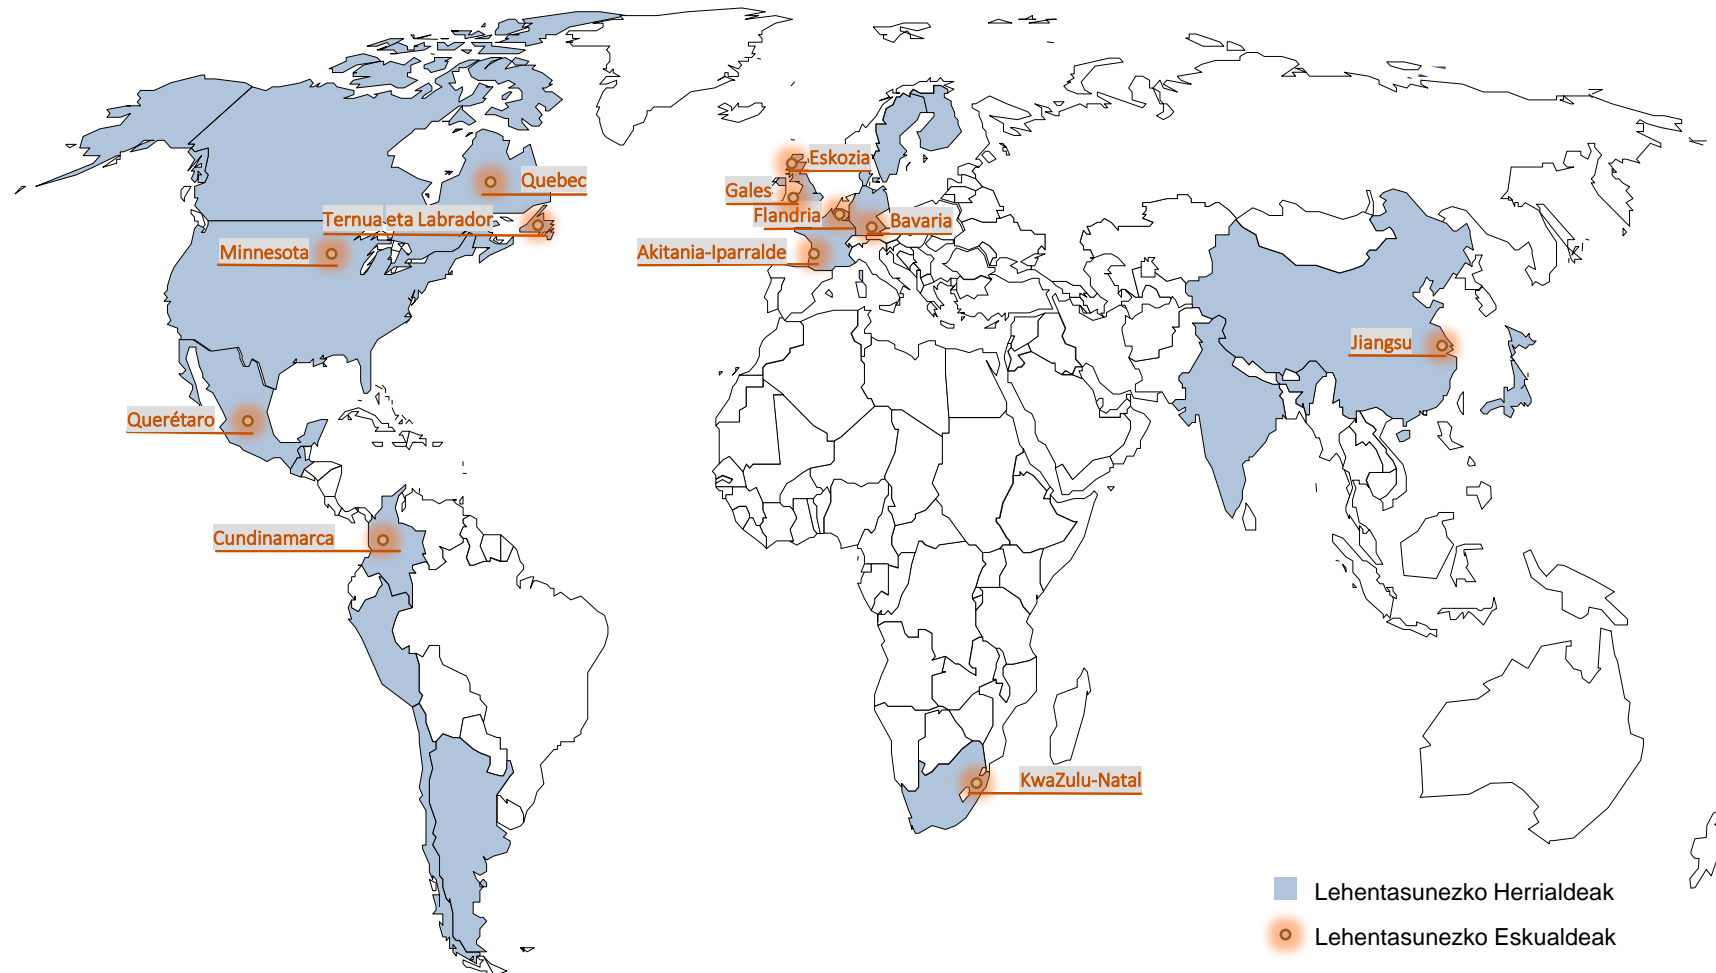 Eskozia
Quebec
Gales
Ternua eta Labrador
Flandria
Bavaria
Minnesota
Akitania-Iparralde
Jiangsu
Querétaro
Cundinamarca
KwaZulu-Natal
Lehentasunezko Herrialdeak
Lehentasunezko Eskualdeak